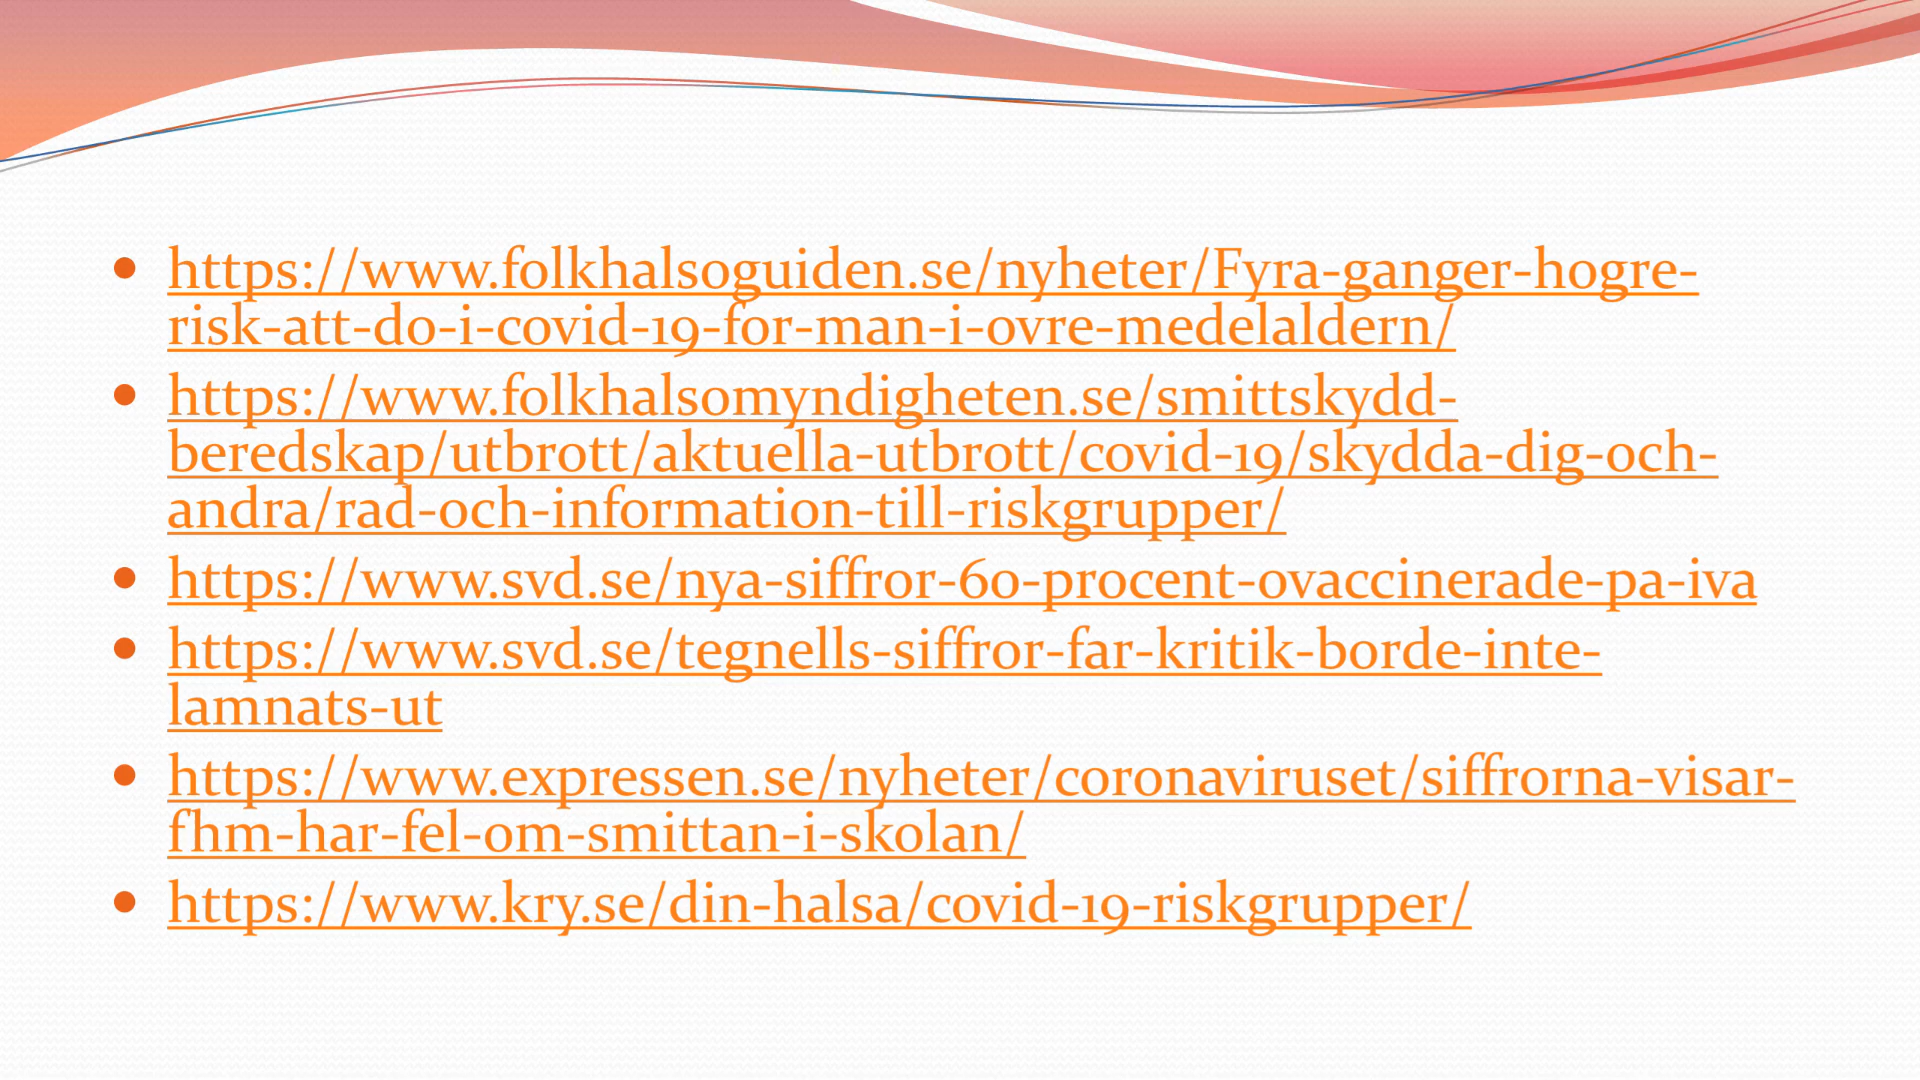 • https://www.folkhalsoguiden.se/nyheter/Fyra-ganger-hogre-
risk-att-do-i-covid-19-for-man-i-ovre-medelaldern/
• https://www.folkhalsomyndigheten.se/smittskydd-
beredskap/utbrott/aktuella-utbrott/covid-19/skydda-dig-och-
andra/rad-och-information-till-riskgrupper/
• https://www.svd.se/nya-siffror-60-procent-ovaccinerade-pa-iva
• https://www.svd.se/tegnells-siffror-far-kritik-borde-inte-
lamnats-ut
• https://www.expressen.se/nyheter/coronaviruset/siffrorna-visar-
fhm-har-fel-om-smittan-i-skolan/
• https://www.kry.se/din-halsa/covid-19-riskgrupper/